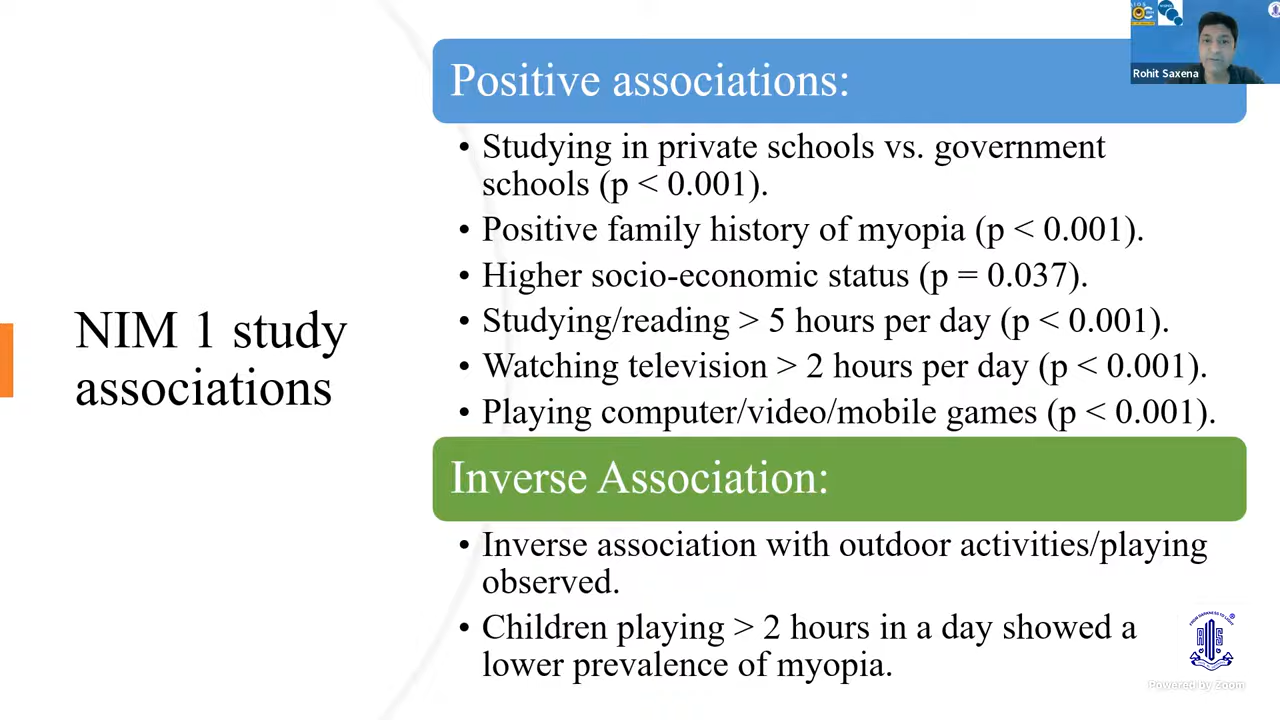 Rohit Saxena
Positive associations:
• Studying in private schools vs. government
schools (p < 0.001).
• Positive family history of myopia (p < 0.001).
• Higher socio-economic status (p = 0.037).
• Studying/reading > 5 hours per day (p < 0.001).
• Watching television > 2 hours per day (p < 0.001).
• Playing computer/video/mobile games (p < 0.001).
NIM 1 study
associations
Inverse Association:
• Inverse association with outdoor activities/playing
observed.
• Children playing > 2 hours in a day showed a
lower prevalence of myopia.
Powered by Zoom